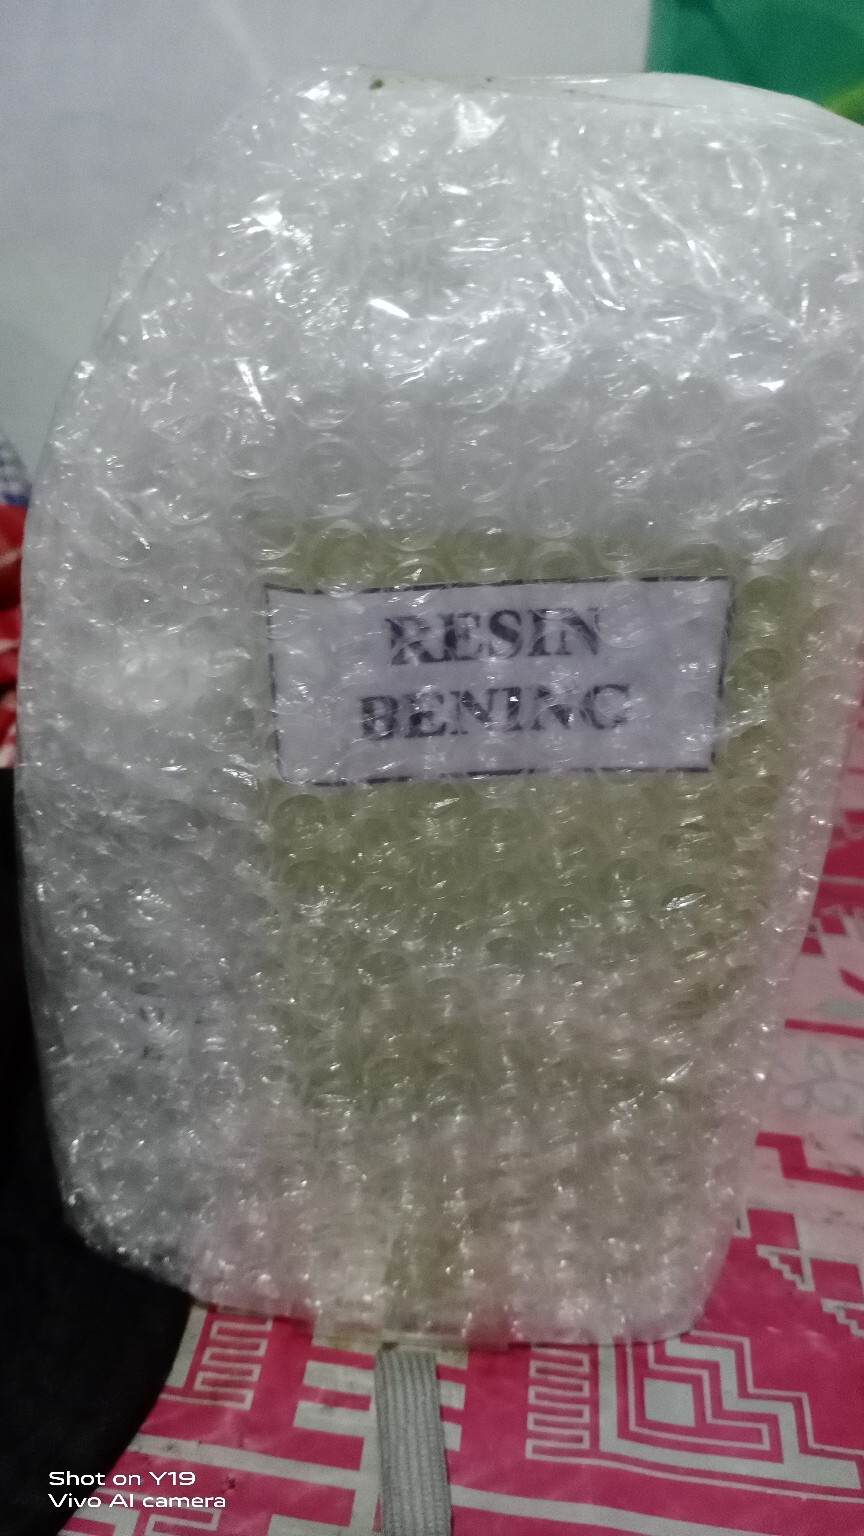 RESIN
BENING
Shot on Y19
Vivo AI camera